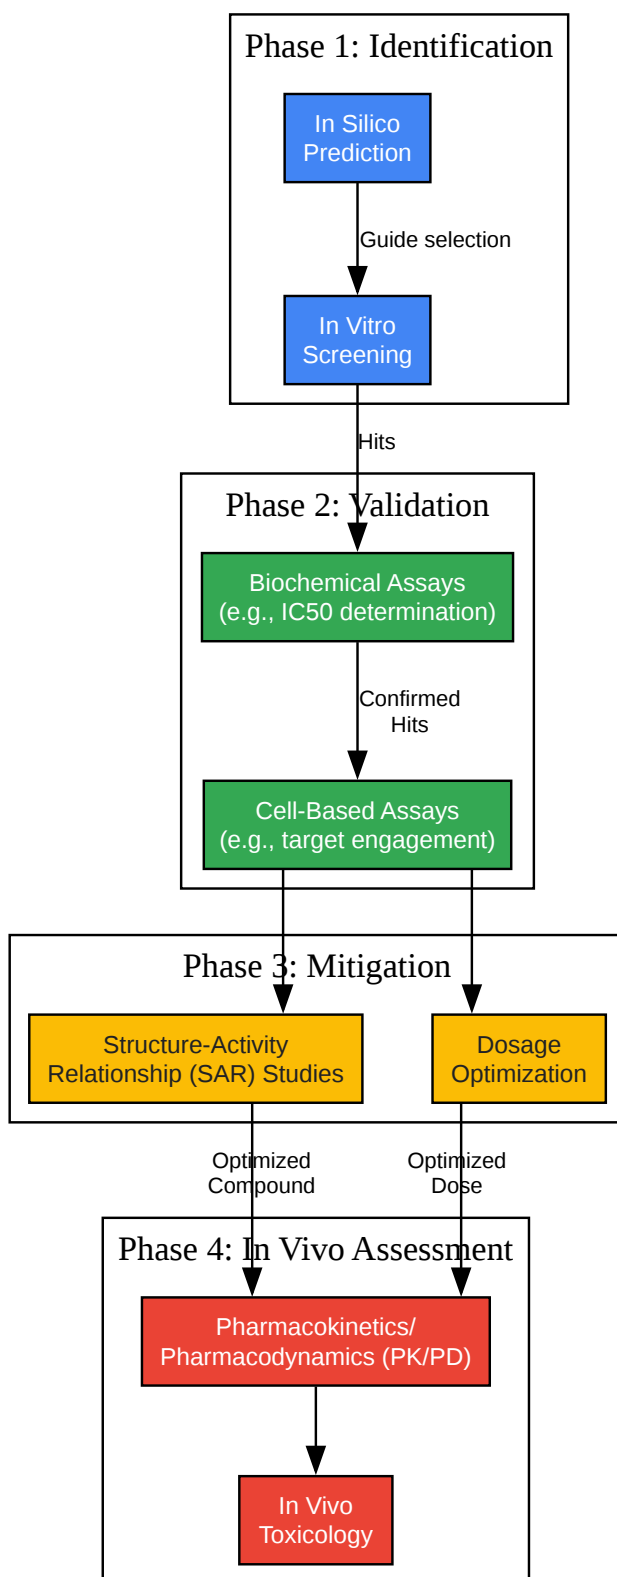 Phase 1: Identification
In Silico
Prediction
Guide selection
In Vitro
Screening
Hits
Phase 2: Validation
Biochemical Assays
(e.g., IC50 determination)
Confirmed
Hits
Cell-Based Assays
(e.g., target engagement)
Phase 3: Mitigation
Structure-Activity
Relationship (SAR) Studies
Dosage
Optimization
Optimized
Compound
Optimized
Dose
Phase 4: In Vivo Assessment
Pharmacokinetics/
Pharmacodynamics (PK/PD)
In Vivo
Toxicology